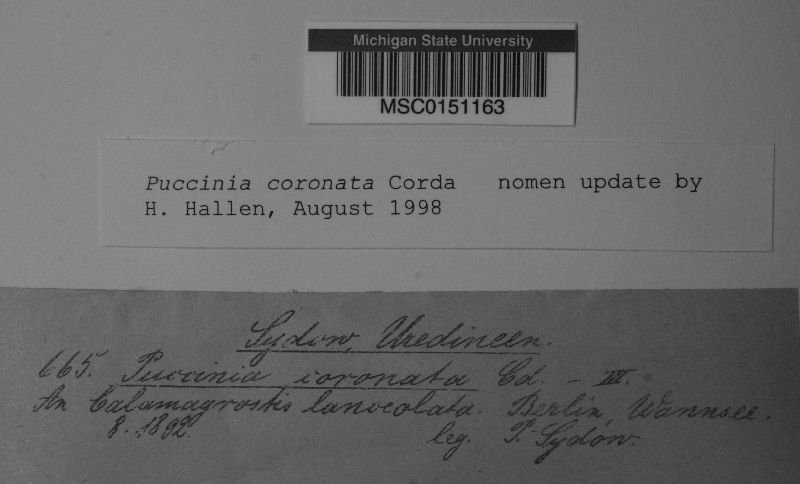 Michigan State University
MSC0151163
Puccinia coronata Corda nomen update by
H. Hallen, August 1998
Sydow, Uredineen.
665. Puccinia coronata Cd. - III.
An Calamagrostis lanceolata. Berlin, Wannsee.
8. 1892.
leg. P. Sydow.